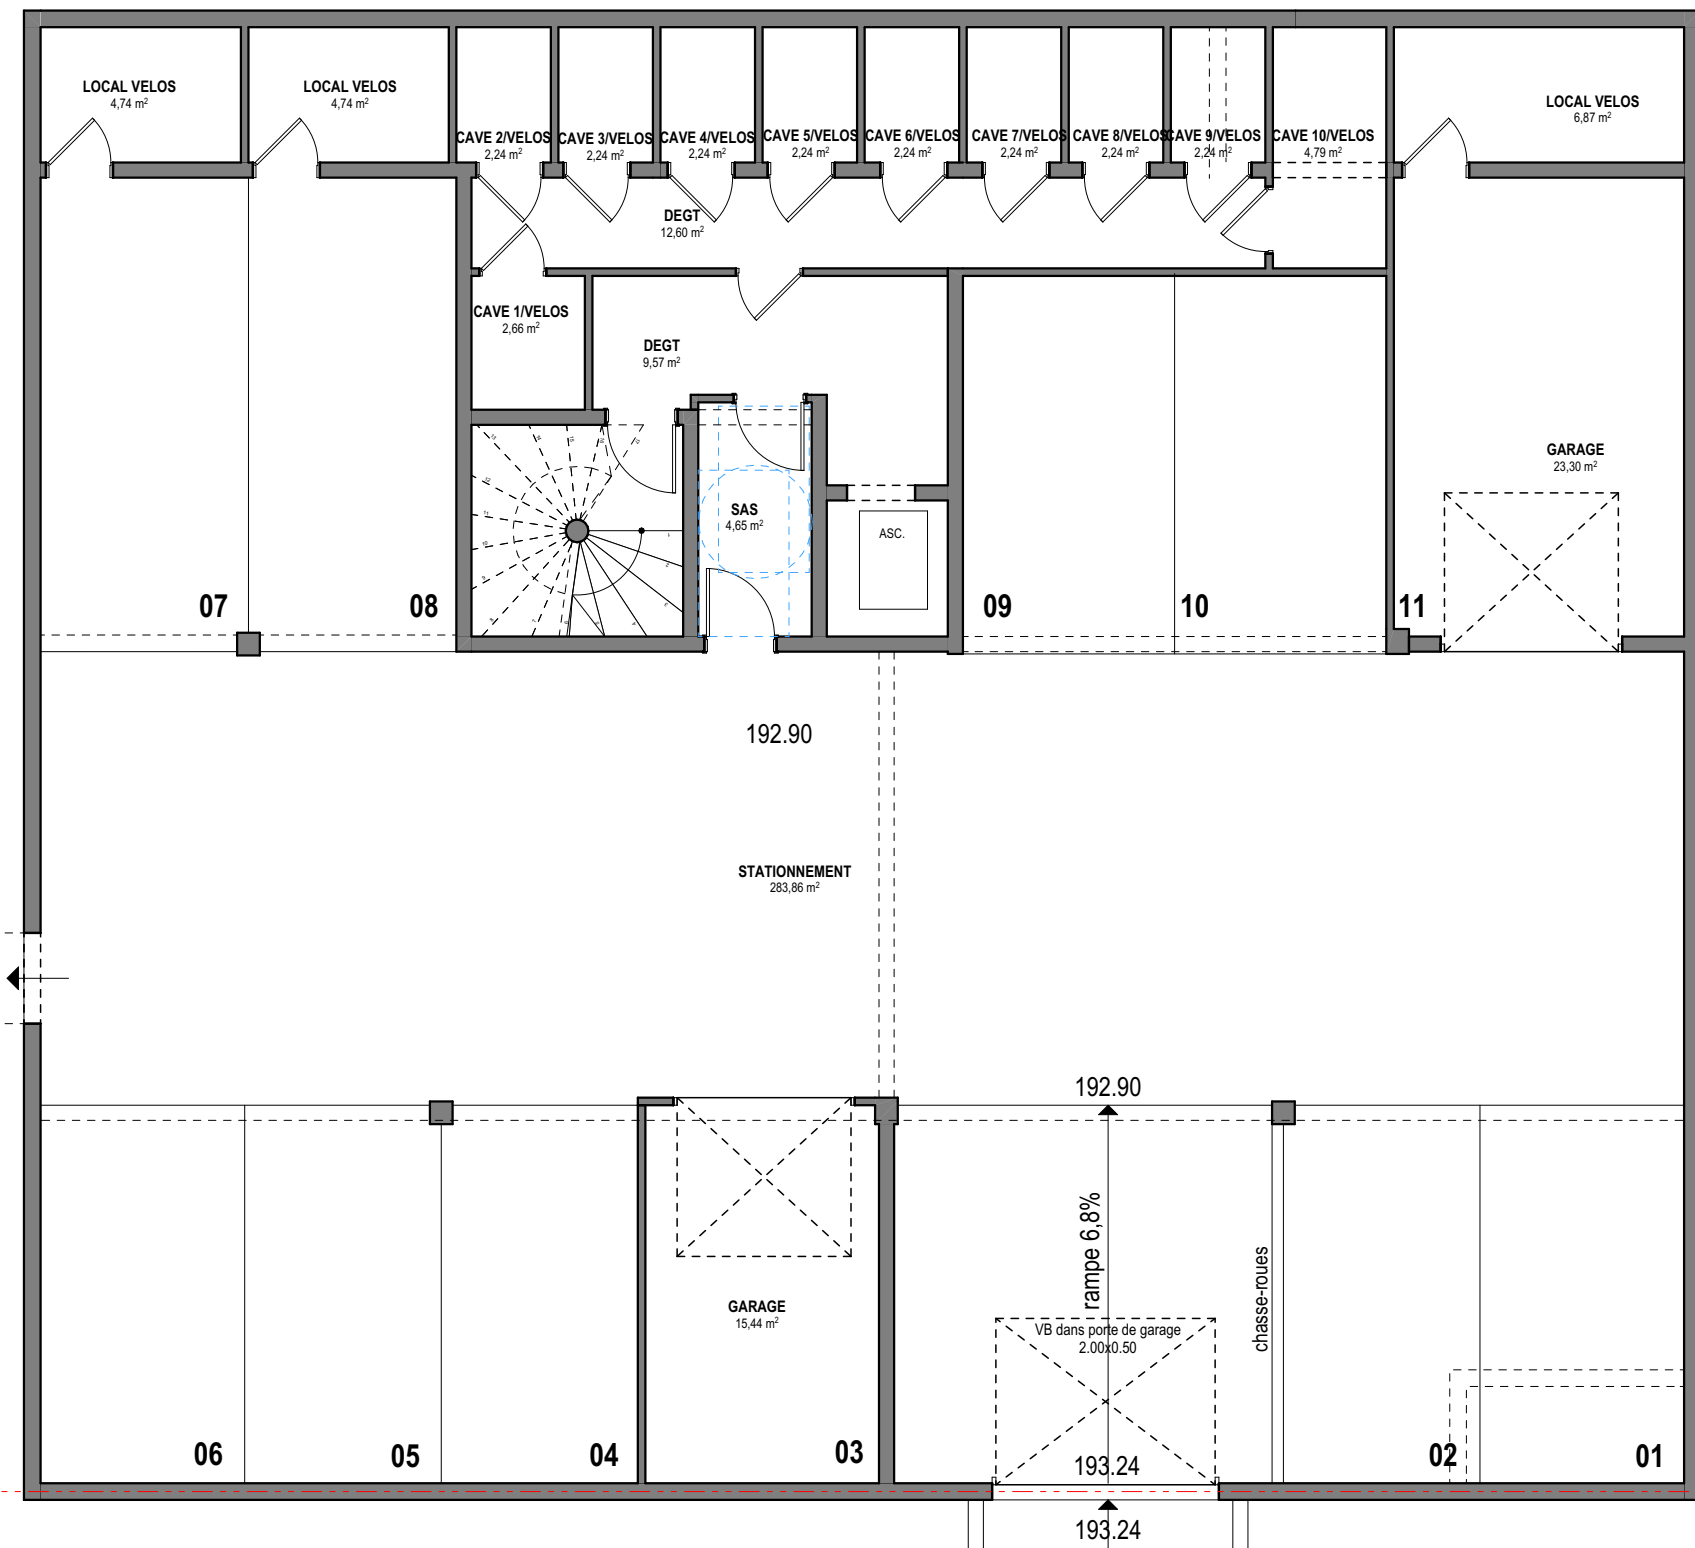 LOCAL VELOS
4,74 m²
LOCAL VELOS
4,74 m²
LOCAL VELOS
6,87 m²
CAVE 2/VELOS
2,24 m²
CAVE 3/VELOS
2,24 m²
CAVE 4/VELOS
2,24 m²
CAVE 5/VELOS
2,24 m²
CAVE 6/VELOS
2,24 m²
CAVE 7/VELOS
2,24 m²
CAVE 8/VELOS
2,24 m²
CAVE 9/VELOS
2,24 m²
CAVE 10/VELOS
4,79 m²
DEGT
12,60 m²
CAVE 1/VELOS
2,66 m²
DEGT
9,57 m²
GARAGE
23,30 m²
SAS
4,65 m²
ASC.
07
08
09
10
11
192.90
STATIONNEMENT
283,86 m²
192.90
rampe 6,8%
chasse-roues
GARAGE
15,44 m²
VB dans porte de garage
2.00x0.50
06
05
04
03
193.24
02
01
193.24